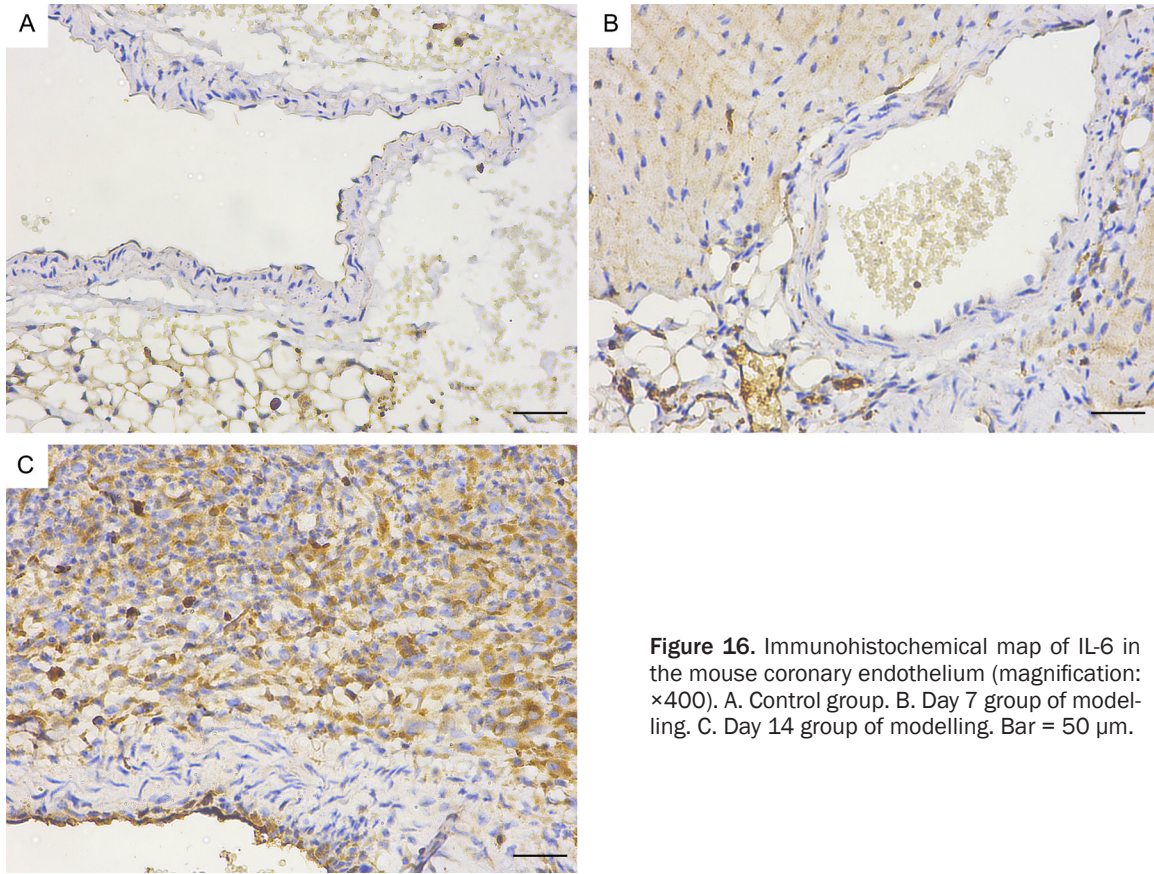 A
B
C
Figure 16. Immunohistochemical map of IL-6 in
the mouse coronary endothelium (magnification:
×400). A. Control group. B. Day 7 group of model-
ling. C. Day 14 group of modelling. Bar = 50 µm.